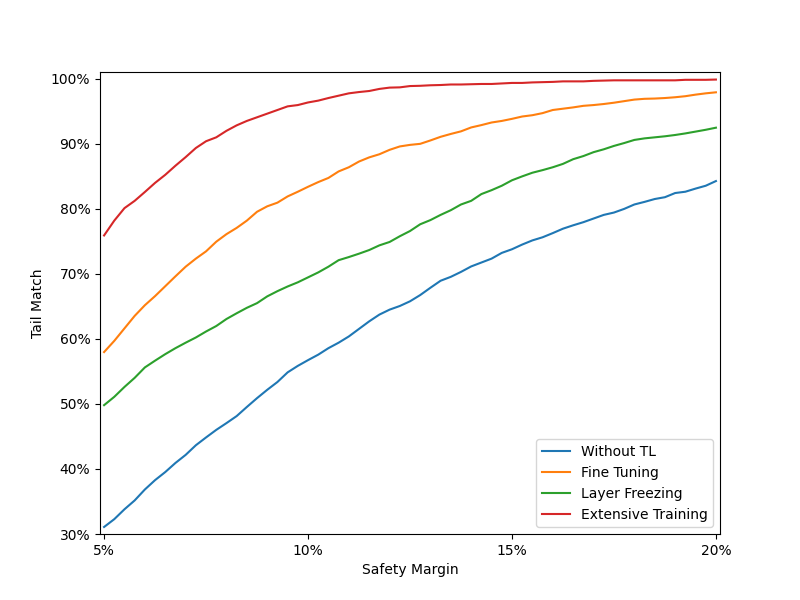 100%
90%
80%
70%
60%
50%
40%
30%
Tail Match
5%
10%
15%
20%
Safety Margin
Without TL
Fine Tuning
Layer Freezing
Extensive Training